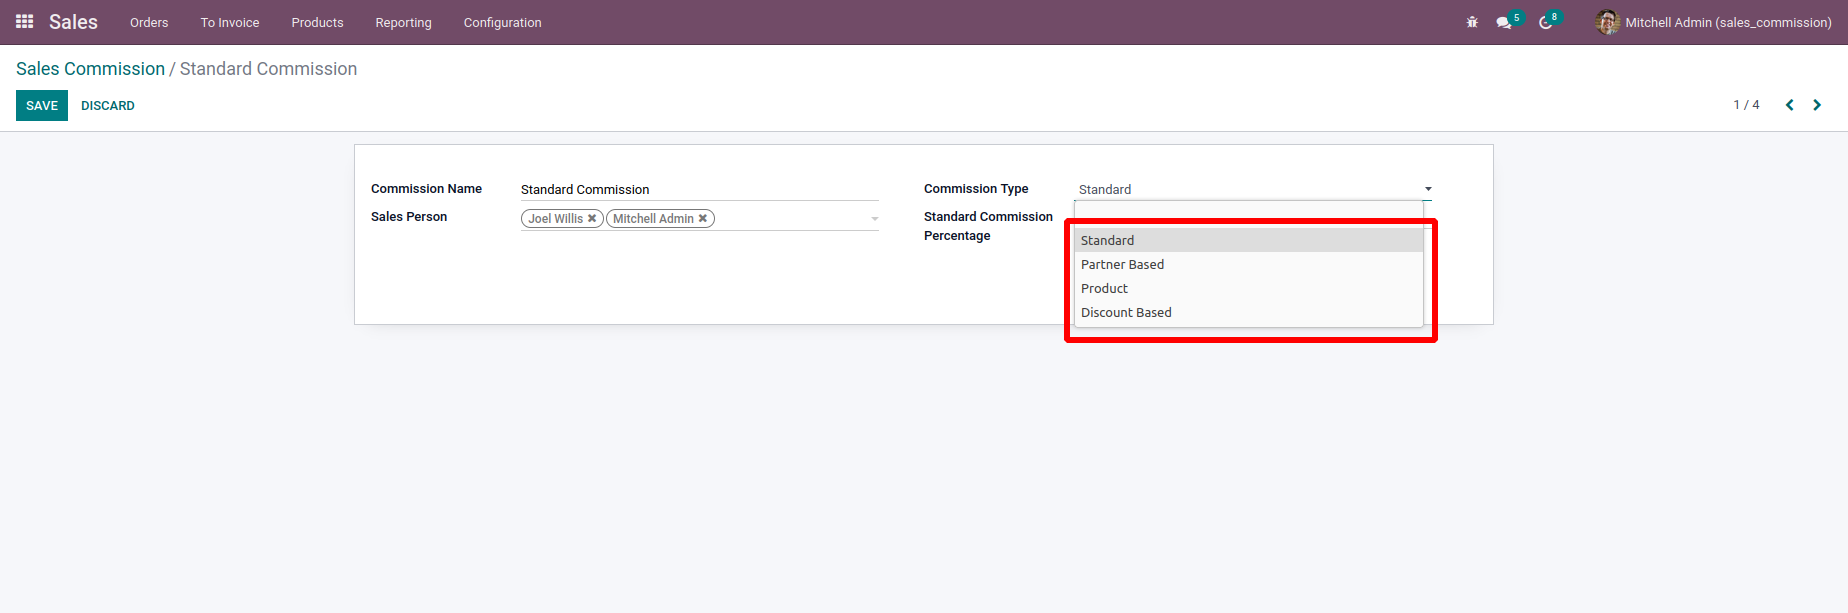 Sales Orders To Invoice Products Reporting Configuration 5 8 Mitchell Admin (sales_commission)
Sales Commission / Standard Commission
SAVE DISCARD 1 / 4
Commission Name Standard Commission Commission Type Standard
Sales Person Joel Willis ✖ Mitchell Admin ✖ Standard Commission
Percentage
Standard
Partner Based
Product
Discount Based